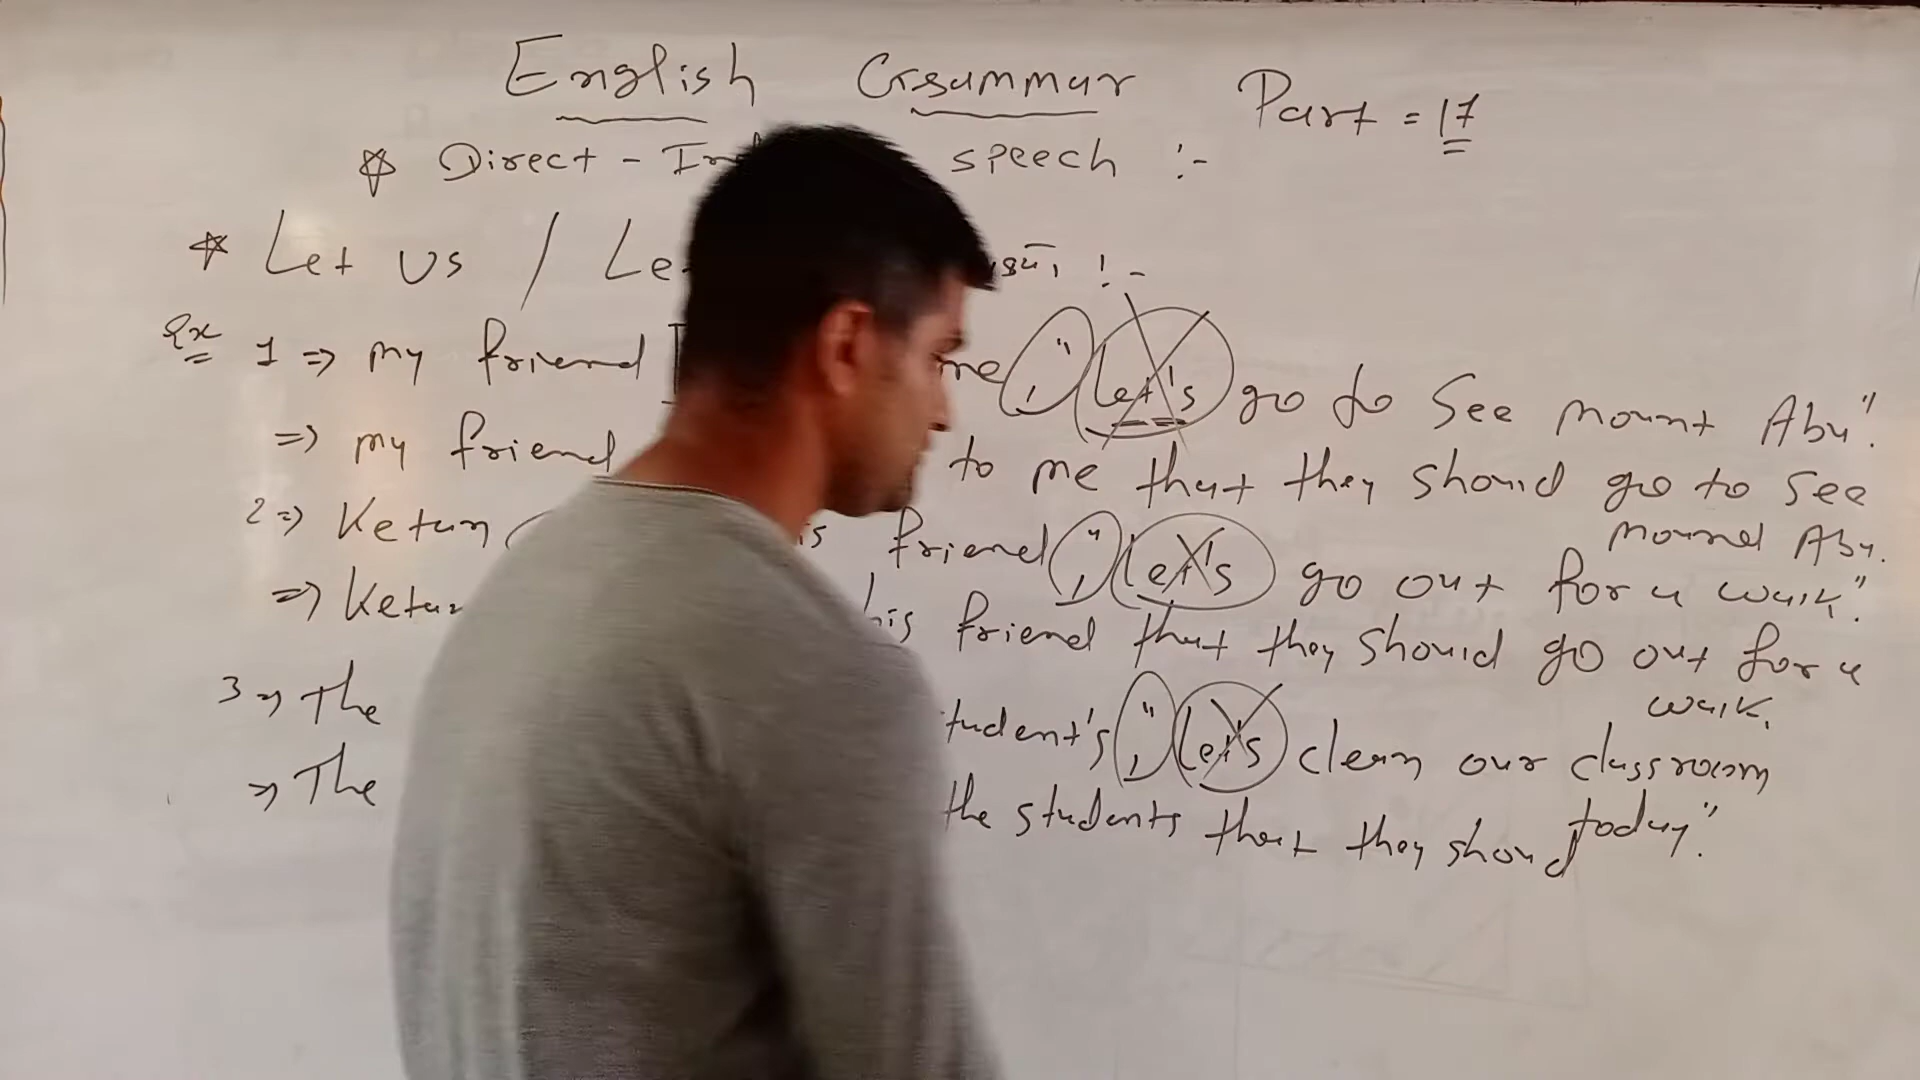 English Grammar Part = 17
* Direct - speech :-
* Let us / :-
Ex 1 => my friend me, "let's go to see mount Abu".
=> my friend to me that they should go to see
mound Abu.
2 => Ketan his friend, "let's go out for a walk".
=> Ketan his friend that they should go out for a
walk.
3 => the student's, "let's clean our classroom
today".
=> The the students that they should